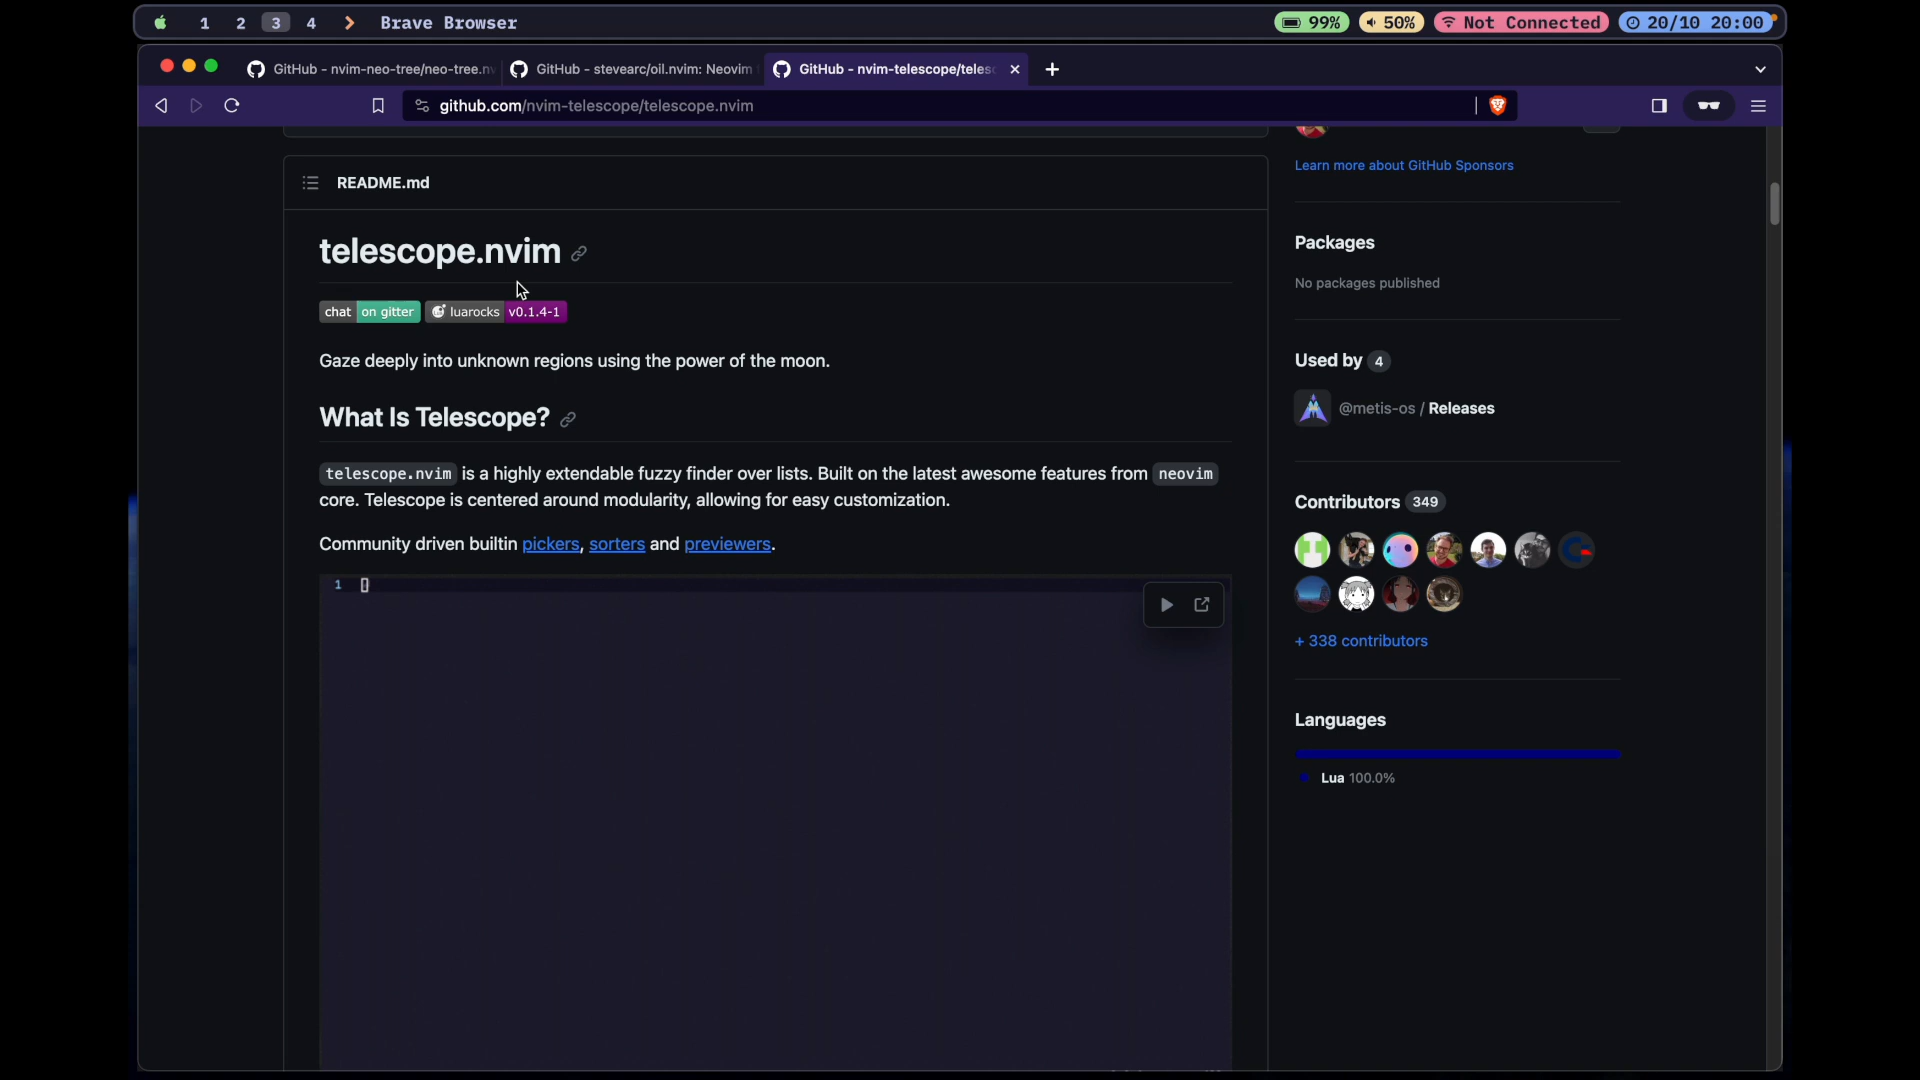 1 2 3 4 Brave Browser 99% 50% Not Connected 20/10 20:00
GitHub - nvim-neo-tree/neo-tree.nv GitHub - stevearc/oil.nvim: Neovim GitHub - nvim-telescope/teles
github.com/nvim-telescope/telescope.nvim
Learn more about GitHub Sponsors
README.md
Packages
No packages published
telescope.nvim
chat on gitter luarocks v0.1.4-1
Gaze deeply into unknown regions using the power of the moon.
Used by 4
@metis-os / Releases
What Is Telescope?
telescope.nvim is a highly extendable fuzzy finder over lists. Built on the latest awesome features from neovim
core. Telescope is centered around modularity, allowing for easy customization.
Community driven builtin pickers, sorters and previewers.
1
Contributors 349
+ 338 contributors
Languages
Lua 100.0%